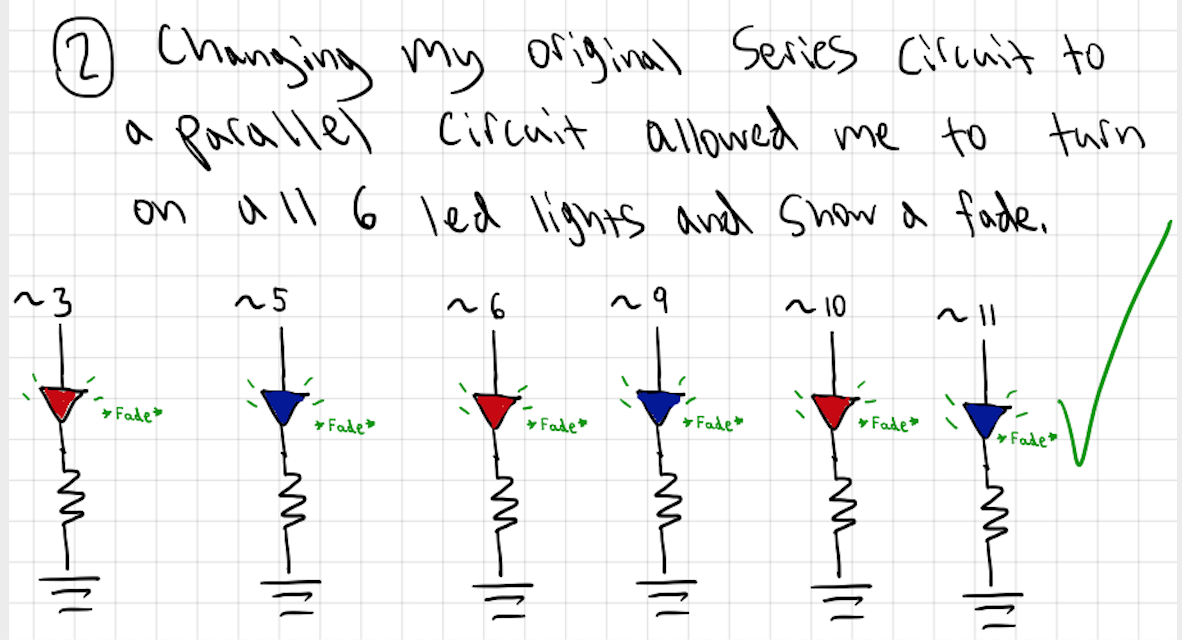 2 Changing my original series circuit to
a parallel circuit allowed me to turn
on all 6 led lights and show a fade.
~3 ~5 ~6 ~9 ~10 ~11
*Fade* *Fade* *Fade* *Fade* *Fade* *Fade*